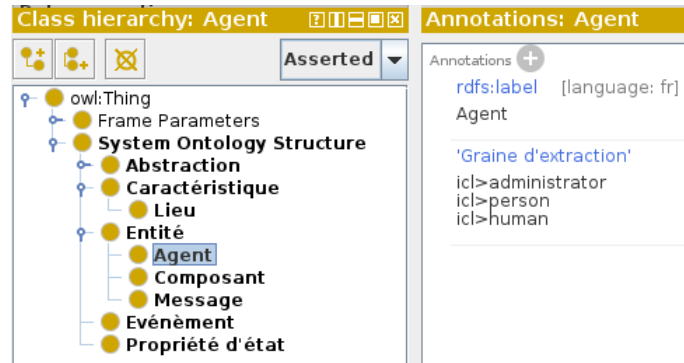 Class hierarchy: Agent
Asserted
owl:Thing
Frame Parameters
System Ontology Structure
Abstraction
Caractéristique
Lieu
Entité
Agent
Composant
Message
Evénèment
Propriété d'état
Annotations: Agent
Annotations
rdfs:label [language: fr]
Agent
'Graine d'extraction'
icl>administrator
icl>person
icl>human